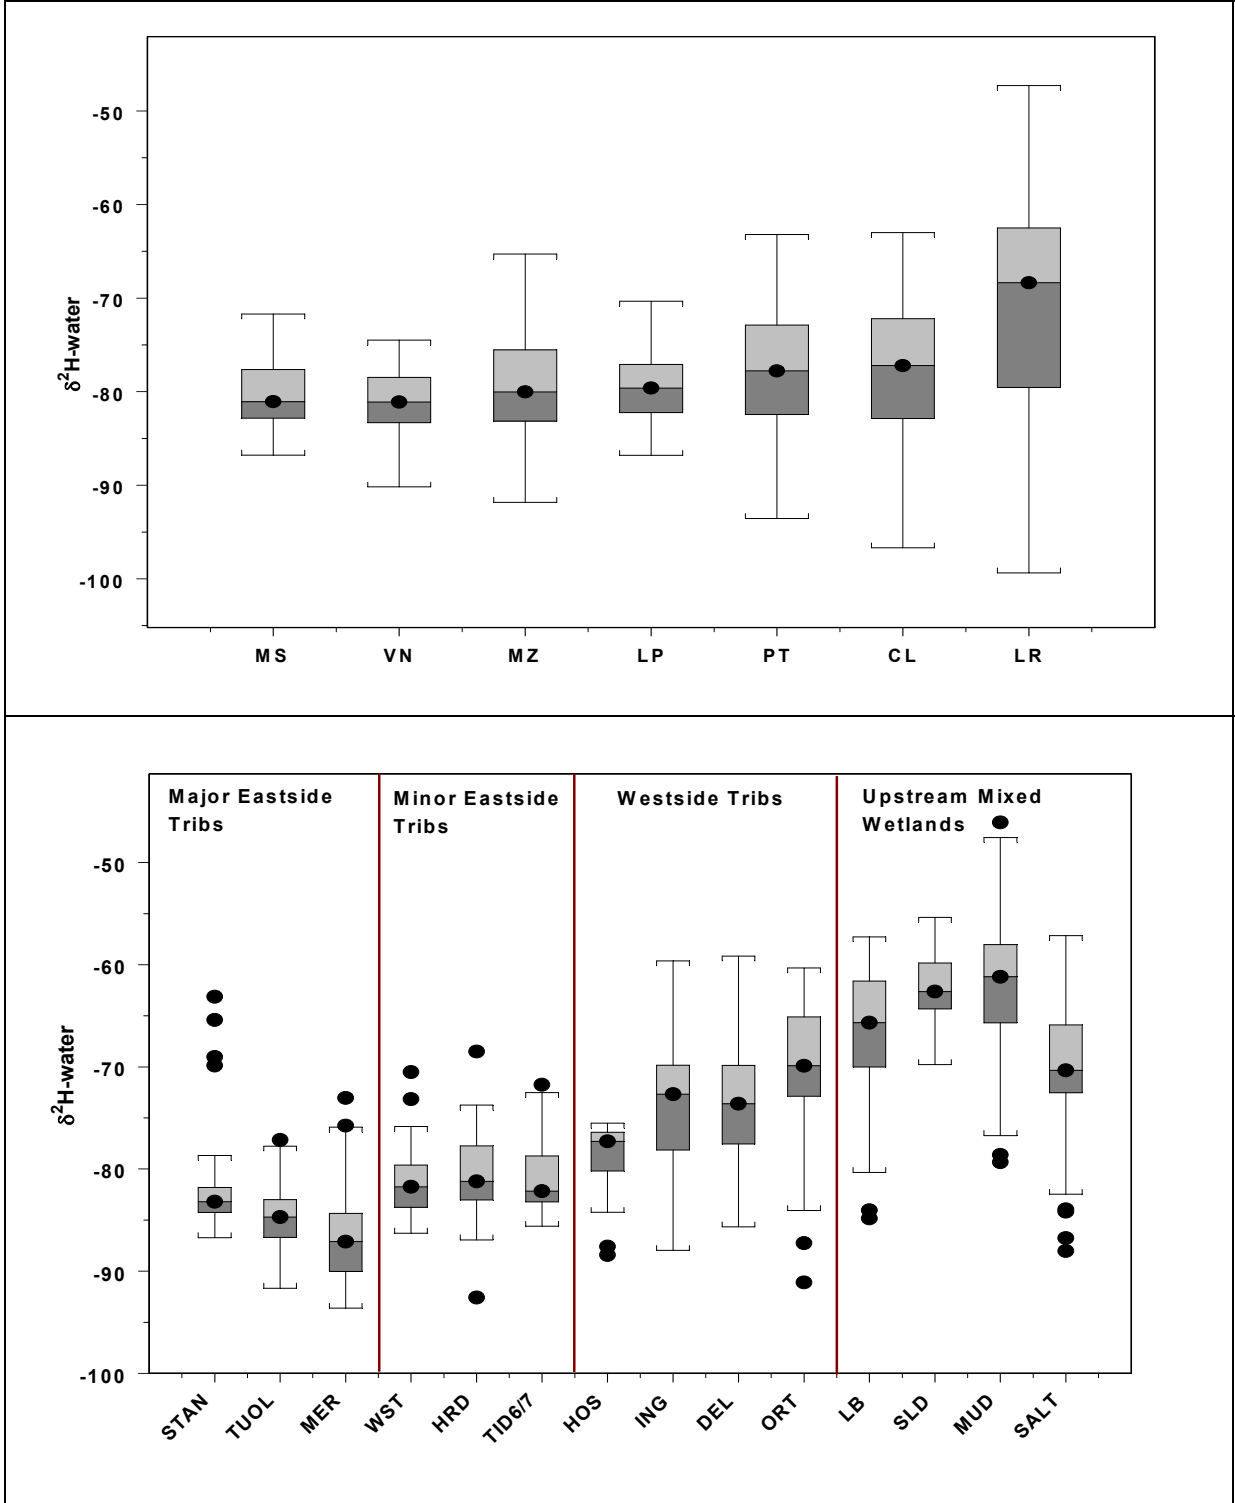 -50
-60
-70
-80
-90
-100
δ²H-water
MS VN MZ LP PT CL LR
Major Eastside
Tribs
Minor Eastside
Tribs
Westside Tribs
Upstream Mixed
Wetlands
-50
-60
-70
-80
-90
-100
δ²H-water
STAN TUOL MER WST HRD TID6/7 HOS ING DEL ORT LB SLD MUD SALT